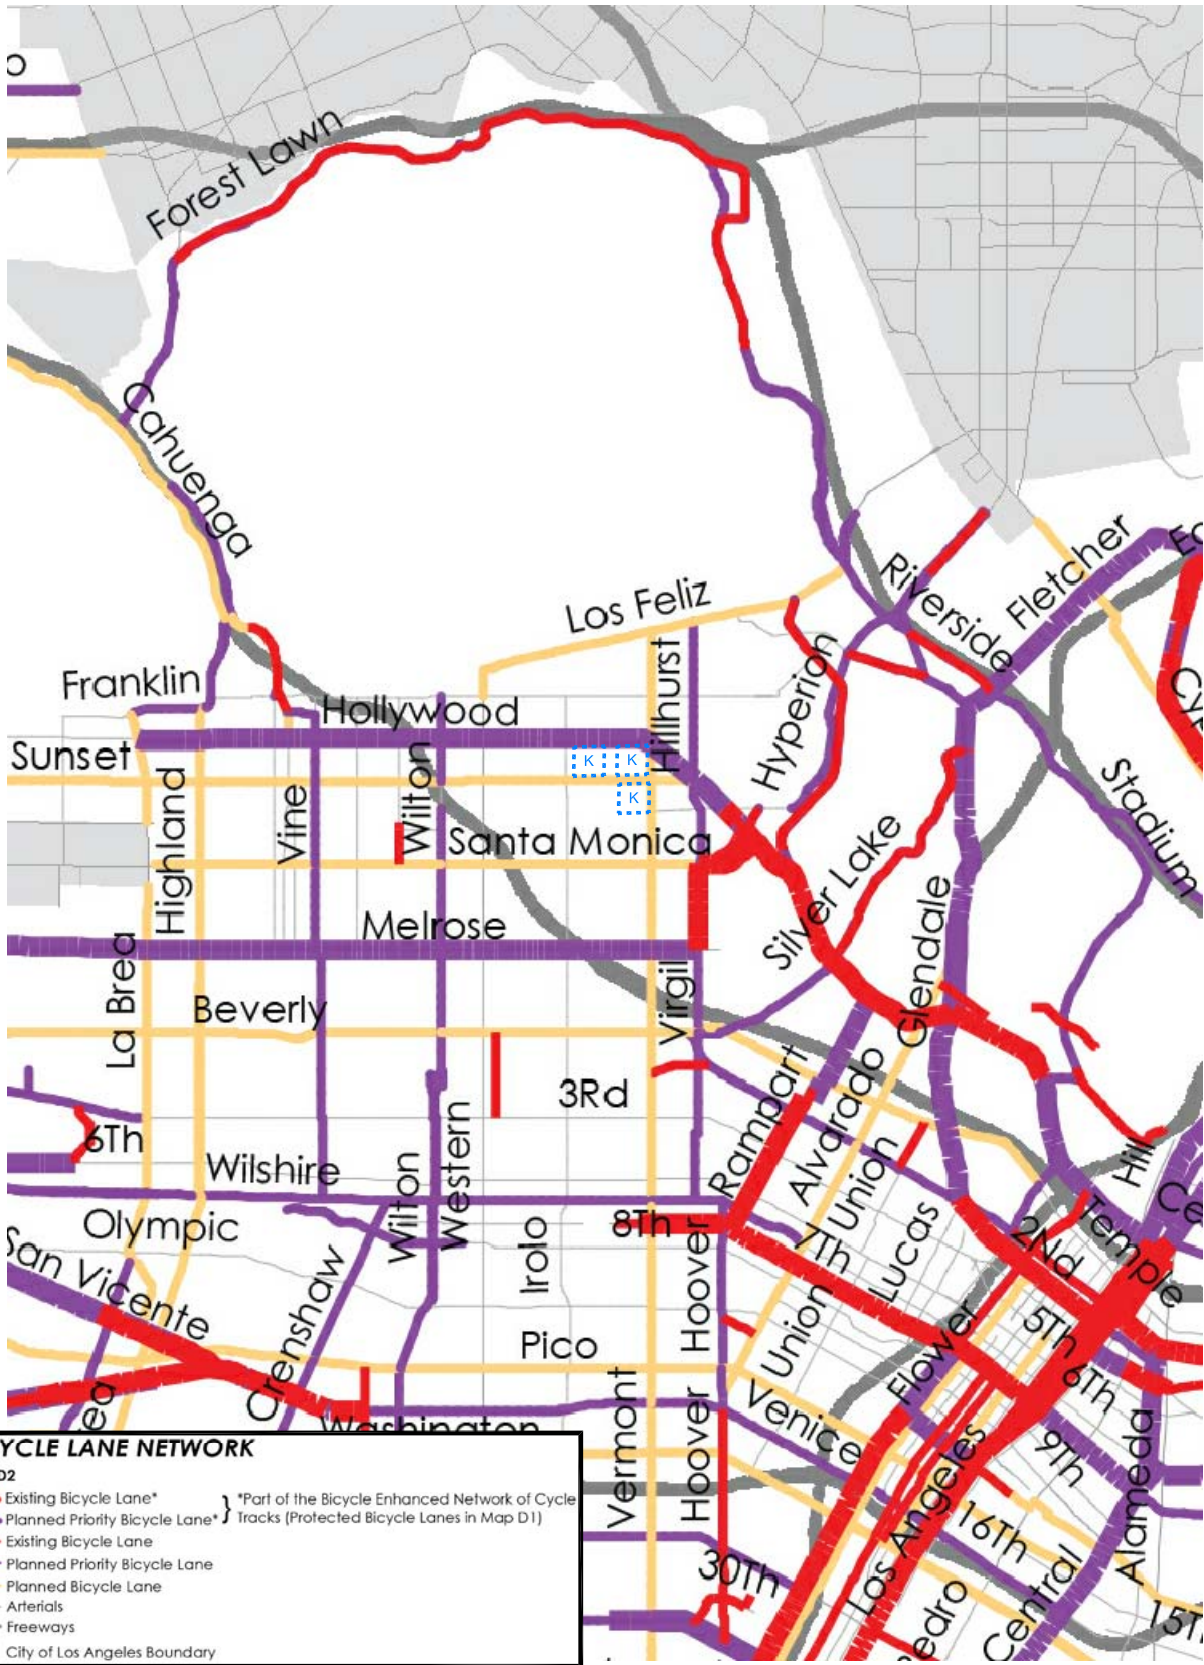 O
Forest Lawn
Cahuenga
Los Feliz
Riverside
Fletcher
Franklin
Hollywood
Hillhurst
Hyperion
Sunset
K K
K
Highland
Vine
Wilton
Santa Monica
Silver Lake
Stadium
Glendale
Melrose
La Brea
Beverly
Virgil
3Rd
Rampart
Alvarado
Union
6Th
Wilshire
Western
Wilton
Hill
Olympic
8Th
7Th
Lucas
2Nd
Temple
San Vicente
Crenshaw
Irolo
Hoover
Union
Flower
5Th
6Th
Pico
Vermont
Hoover
Venice
9Th
Alameda
Washington
Los Angeles
16Th
30Th
Central
15T
edro
YCLE LANE NETWORK
D2
Existing Bicycle Lane*
Planned Priority Bicycle Lane*
} *Part of the Bicycle Enhanced Network of Cycle
Tracks (Protected Bicycle Lanes in Map D1)
Existing Bicycle Lane
Planned Priority Bicycle Lane
Planned Bicycle Lane
Arterials
Freeways
City of Los Angeles Boundary